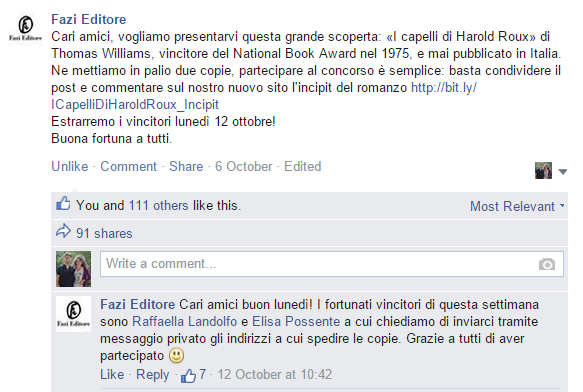 Fazi Editore
Fazi Editore
Cari amici, vogliamo presentarvi questa grande scoperta: «I capelli di Harold Roux» di
Thomas Williams, vincitore del National Book Award nel 1975, e mai pubblicato in Italia.
Ne mettiamo in palio due copie, partecipare al concorso è semplice: basta condividere il
post e commentare sul nostro nuovo sito l'incipit del romanzo http://bit.ly/
ICapelliDiHaroldRoux_Incipit
Estrarremo i vincitori lunedì 12 ottobre!
Buona fortuna a tutti.
Unlike · Comment · Share · 6 October · Edited
You and 111 others like this.
Most Relevant
91 shares
Write a comment...
Fazi Editore
Fazi Editore Cari amici buon lunedì! I fortunati vincitori di questa settimana
sono Raffaella Landolfo e Elisa Possente a cui chiediamo di inviarci tramite
messaggio privato gli indirizzi a cui spedire le copie. Grazie a tutti di aver
partecipato
Like · Reply · 7 · 12 October at 10:42